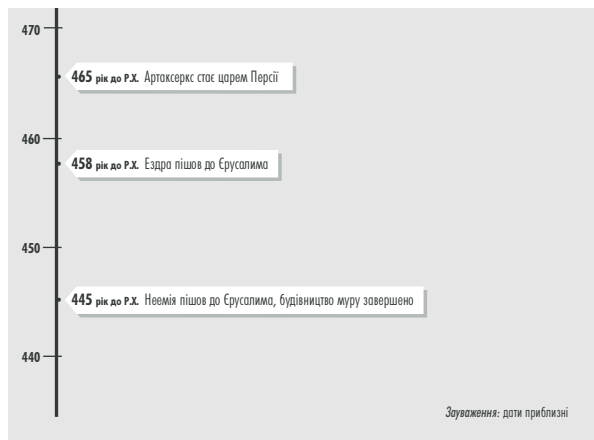 470
465 рік до Р.Х. Артаксеркс стає царем Персії
460
458 рік до Р.Х. Ездра пішов до Єрусалима
450
445 рік до Р.Х. Неемія пішов до Єрусалима, будівництво муру завершено
440
Зауваження: дати приблизні